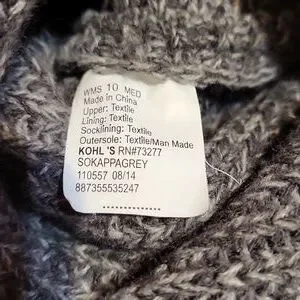 WMS 10 MED
Made in China
Upper: Textile
Lining: Textile
Socklining: Textile
Outersole: Textile/Man Made
KOHL'S RN#73277
SOKAPPAGREY
110557 08/14
887355535247